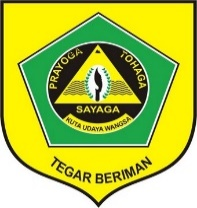 PRAYOGA TOHAGA
SAYAGA
KUTA UDAYA WANGSA
TEGAR BERIMAN